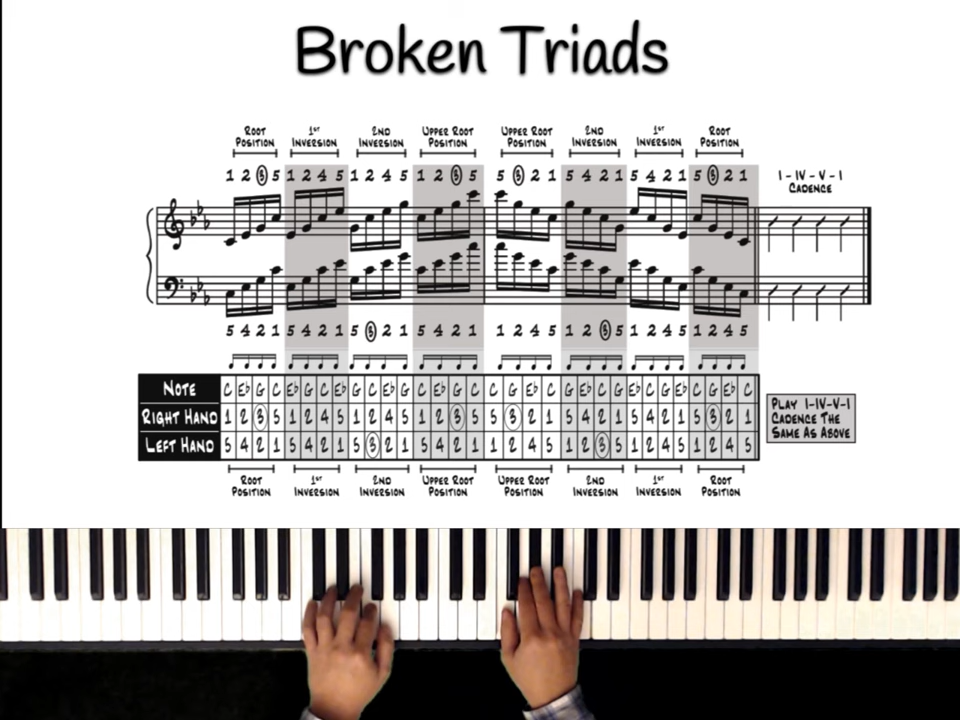 Broken Triads
Root Position 1st Inversion 2nd Inversion Upper Root Position Upper Root Position 2nd Inversion 1st Inversion Root Position
1 2 3 5 1 2 4 5 1 2 4 5 1 2 3 5 5 3 2 1 5 4 2 1 5 4 2 1 5 3 2 1
I-IV-V-I Cadence
5 4 2 1 5 4 2 1 5 3 2 1 5 4 2 1 1 2 4 5 1 2 3 5 1 2 4 5 1 2 4 5
Note C E♭ G C E♭ G C E♭ G C E♭ G C E♭ G C C G E♭ C G E♭ C G E♭ C G E♭ C G E♭ C
Right Hand 1 2 3 5 1 2 4 5 1 2 4 5 1 2 3 5 5 3 2 1 5 4 2 1 5 4 2 1 5 3 2 1
Left Hand 5 4 2 1 5 4 2 1 5 3 2 1 5 4 2 1 1 2 4 5 1 2 3 5 1 2 4 5 1 2 4 5
Play I-IV-V-I
Cadence The
Same As Above
Root Position 1st Inversion 2nd Inversion Upper Root Position Upper Root Position 2nd Inversion 1st Inversion Root Position